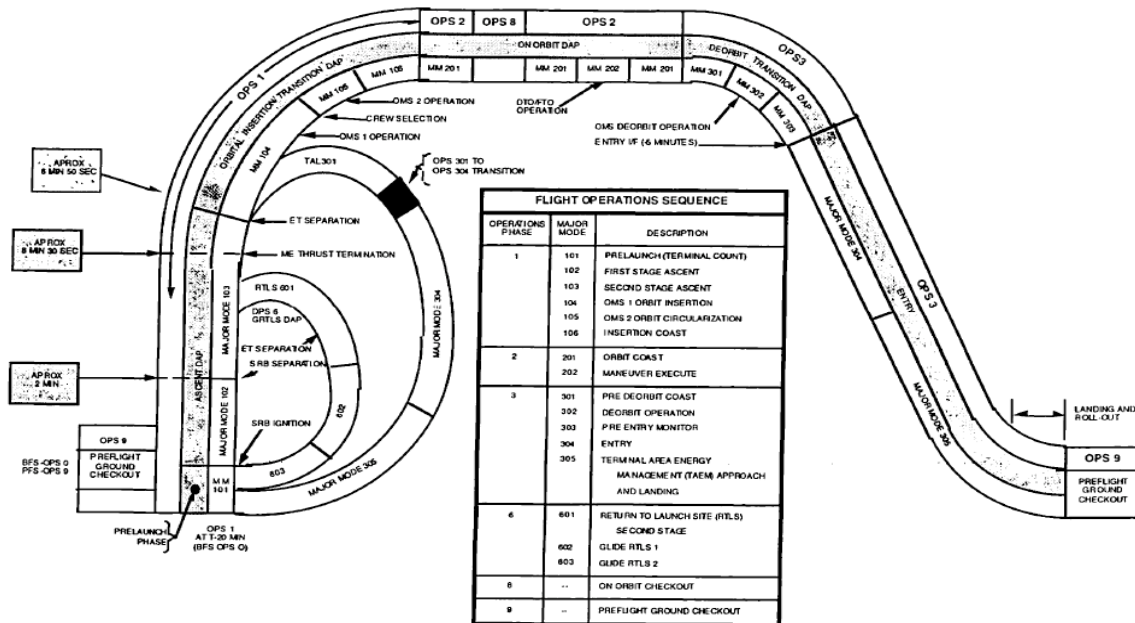 OPS 2
OPS 8
OPS 2
ON ORBIT DAP
MM 201
MM 201
MM 202
MM 201
OPS 1
ORBITAL INSERTION/ TRANSITION DAP
MM 104
MM 105
MM 106
DEORBIT TRANSITION DAP
OPS3
MM 301
MM 302
MM 303
DTO/FTO
OPERATION
OMS 2 OPERATION
CREW SELECTION
OMS 1 OPERATION
OMS DEORBIT OPERATION
ENTRY I/F (-5 MINUTES)
TAL301
OPS 301 TO
OPS 304 TRANSITION
APROX
8 MIN 50 SEC
ET SEPARATION
APROX
8 MIN 30 SEC
ME THRUST TERMINATION
RTLS 601
DPS 6
GRTLS DAP
ET SEPARATION
SRB SEPARATION
APROX
2 MIN
ASCENT DAP
MAJOR MODE 103
MAJOR MODE 102
602
603
MAJOR MODE 304
MAJOR MODE 305
SRB IGNITION
OPS 9
PREFLIGHT
GROUND
CHECKOUT
BFS-OPS 0
PFS-OPS 9
MM
101
PRELAUNCH
PHASE
OPS 1
AT T-20 MIN
(BFS OPS O)
FLIGHT OPERATIONS SEQUENCE
OPERATIONS PHASE MAJOR MODE DESCRIPTION
1 101 PRELAUNCH (TERMINAL COUNT)
102 FIRST STAGE ASCENT
103 SECOND STAGE ASCENT
104 OMS 1 ORBIT INSERTION
105 OMS 2 ORBIT CIRCULARIZATION
106 INSERTION COAST
2 201 ORBIT COAST
202 MANEUVER EXECUTE
3 301 PRE DEORBIT COAST
302 DEORBIT OPERATION
303 PRE ENTRY MONITOR
304 ENTRY
305 TERMINAL AREA ENERGY
MANAGEMENT (TAEM) APPROACH
AND LANDING
6 601 RETURN TO LAUNCH SITE (RTLS)
SECOND STAGE
602 GLIDE RTLS 1
603 GLIDE RTLS 2
8 -- ON ORBIT CHECKOUT
9 -- PREFLIGHT GROUND CHECKOUT
MAJOR MODE 304
ENTRY
OPS 3
MAJOR MODE 305
LANDING AND
ROLL-OUT
OPS 9
PREFLIGHT
GROUND
CHECKOUT